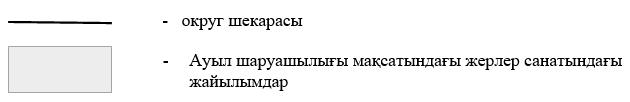 - округ шекарасы
- Ауыл шаруашылығы мақсатындағы жерлер санатындағы
жайылымдар